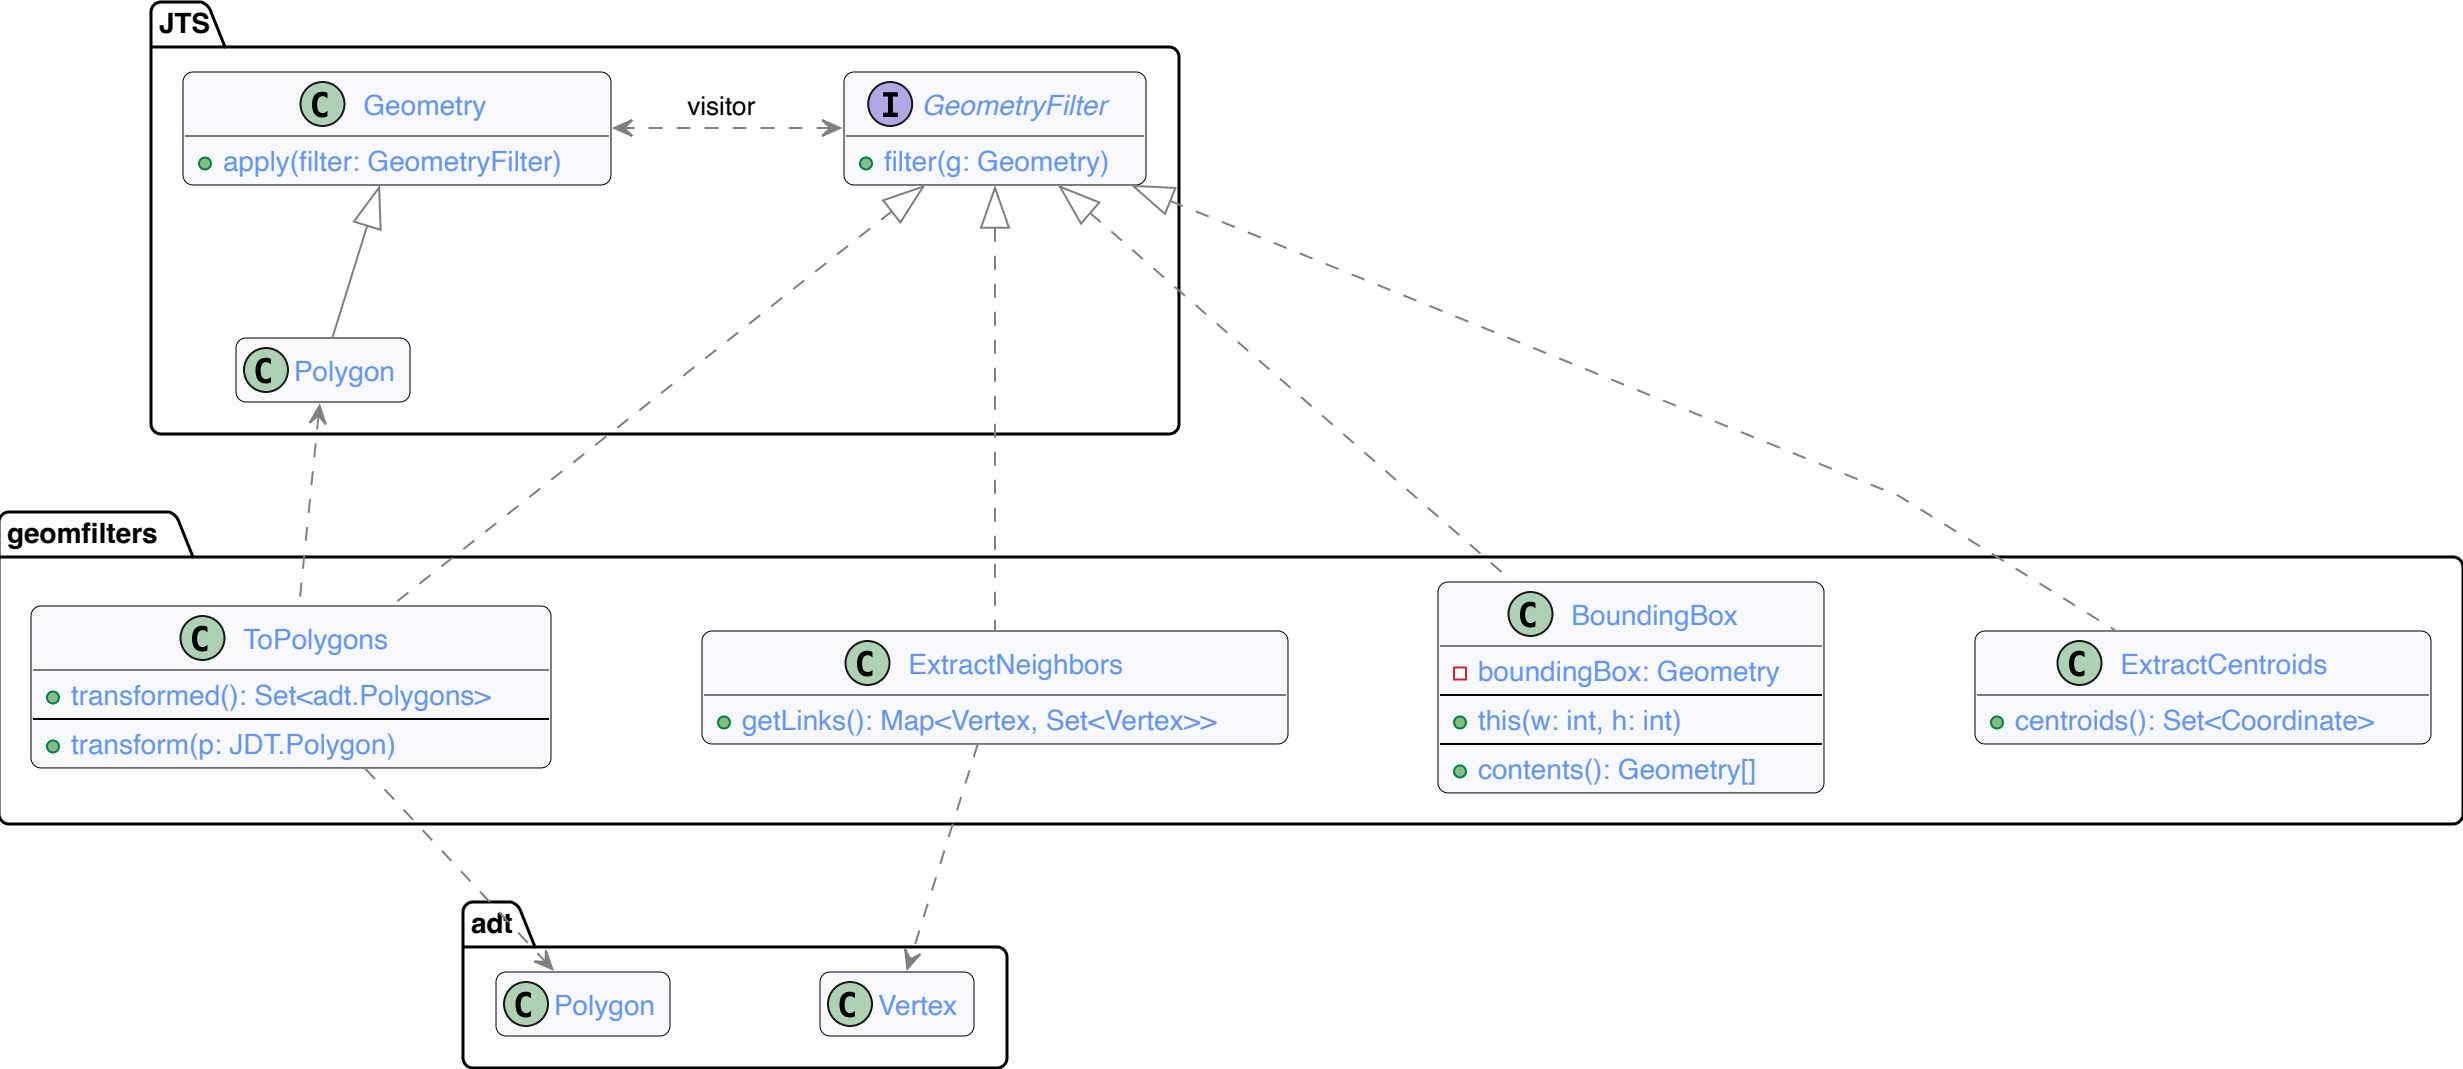 JTS
C Geometry
apply(filter: GeometryFilter)
visitor
I GeometryFilter
filter(g: Geometry)
C Polygon
geomfilters
C ToPolygons
transformed(): Set<adt.Polygons>
transform(p: JDT.Polygon)
C ExtractNeighbors
getLinks(): Map<Vertex, Set<Vertex>>
C BoundingBox
boundingBox: Geometry
this(w: int, h: int)
contents(): Geometry[]
C ExtractCentroids
centroids(): Set<Coordinate>
adt
C Polygon
C Vertex